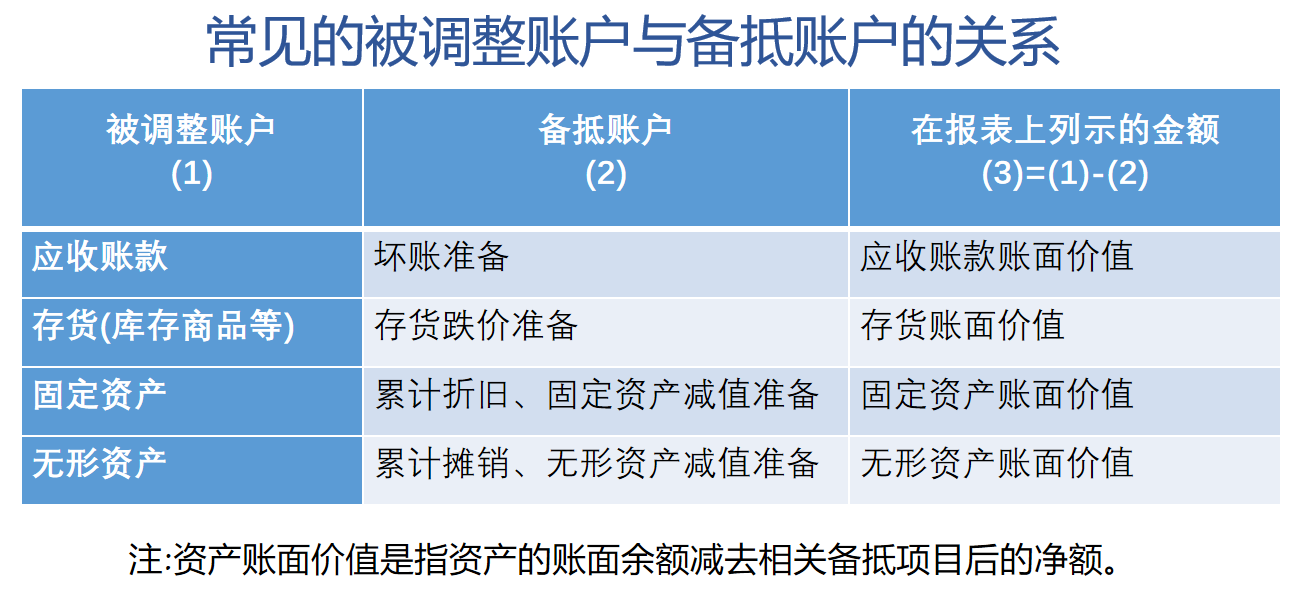 常见的被调整账户与备抵账户的关系
被调整账户
(1)
备抵账户
(2)
在报表上列示的金额
(3)=(1)-(2)
应收账款
坏账准备
应收账款账面价值
存货(库存商品等)
存货跌价准备
存货账面价值
固定资产
累计折旧、固定资产减值准备
固定资产账面价值
无形资产
累计摊销、无形资产减值准备
无形资产账面价值
注:资产账面价值是指资产的账面余额减去相关备抵项目后的净额。